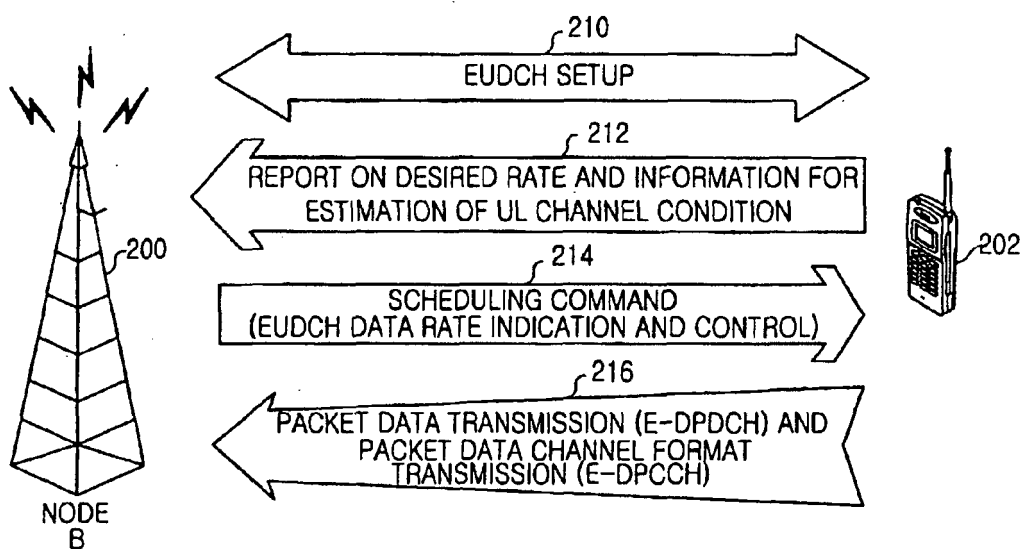 210
EUDCH SETUP
212
REPORT ON DESIRED RATE AND INFORMATION FOR
ESTIMATION OF UL CHANNEL CONDITION
200
202
214
SCHEDULING COMMAND
(EUDCH DATA RATE INDICATION AND CONTROL)
216
PACKET DATA TRANSMISSION (E-DPDCH) AND
PACKET DATA CHANNEL FORMAT
TRANSMISSION (E-DPCCH)
NODE
B